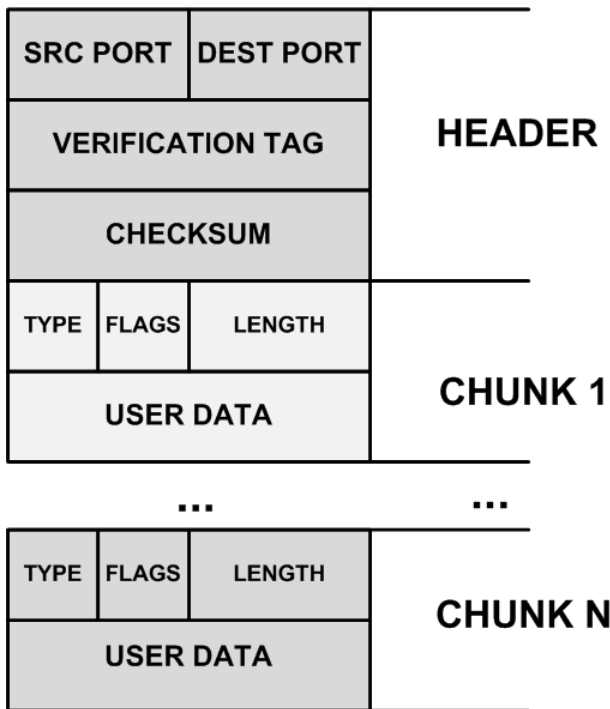 SRC PORT DEST PORT
VERIFICATION TAG
HEADER
CHECKSUM
TYPE FLAGS LENGTH
USER DATA
CHUNK 1
... ...
TYPE FLAGS LENGTH
USER DATA
CHUNK N